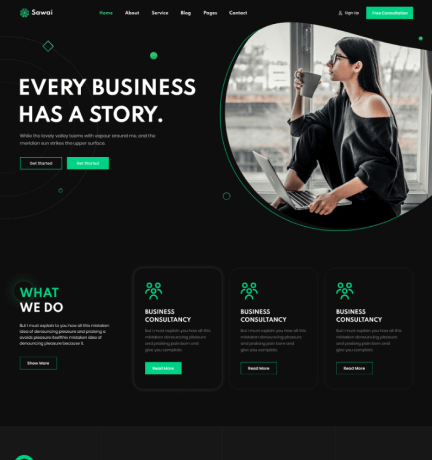 Sawai
Home About Service Blog Pages Contact
Sign Up
Free Consultation
EVERY BUSINESS
HAS A STORY.
While the lovely valley teems with vapour around me, and the
meridian sun strikes the upper surface.
Get Started
Get Started
WHAT
WE DO
But I must explain to you how all this mistaken
idea of denouncing pleasure and praising a
avoids pleasure itselfthe mistaken idea of
denouncing pleasure because it.
Show More
BUSINESS
CONSULTANCY
But I must explain you how all this
mistaken denouncing pleasure
and praising pain born and
give you complete.
Read More
BUSINESS
CONSULTANCY
But I must explain you how all this
mistaken denouncing pleasure
and praising pain born and
give you complete.
Read More
BUSINESS
CONSULTANCY
But I must explain you how all this
mistaken denouncing pleasure
and praising pain born and
give you complete.
Read More